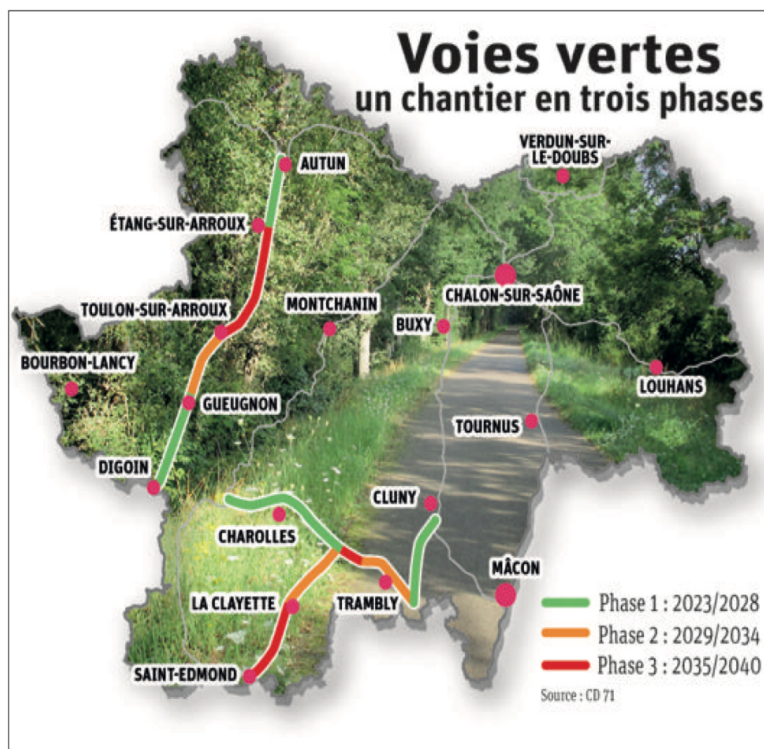 Voies vertes
un chantier en trois phases
VERDUN-SUR-
LE-DOUBS
AUTUN
ÉTANG-SUR-ARROUX
CHALON-SUR-SAÔNE
TOULON-SUR-ARROUX
MONTCHANIN
BUXY
BOURBON-LANCY
LOUHANS
GUEUGNON
TOURNUS
DIGOIN
CLUNY
CHAROLLES
MÂCON
LA CLAYETTE
TRAMBLY
SAINT-EDMOND
Phase 1 : 2023/2028
Phase 2 : 2029/2034
Phase 3 : 2035/2040
Source : CD 71